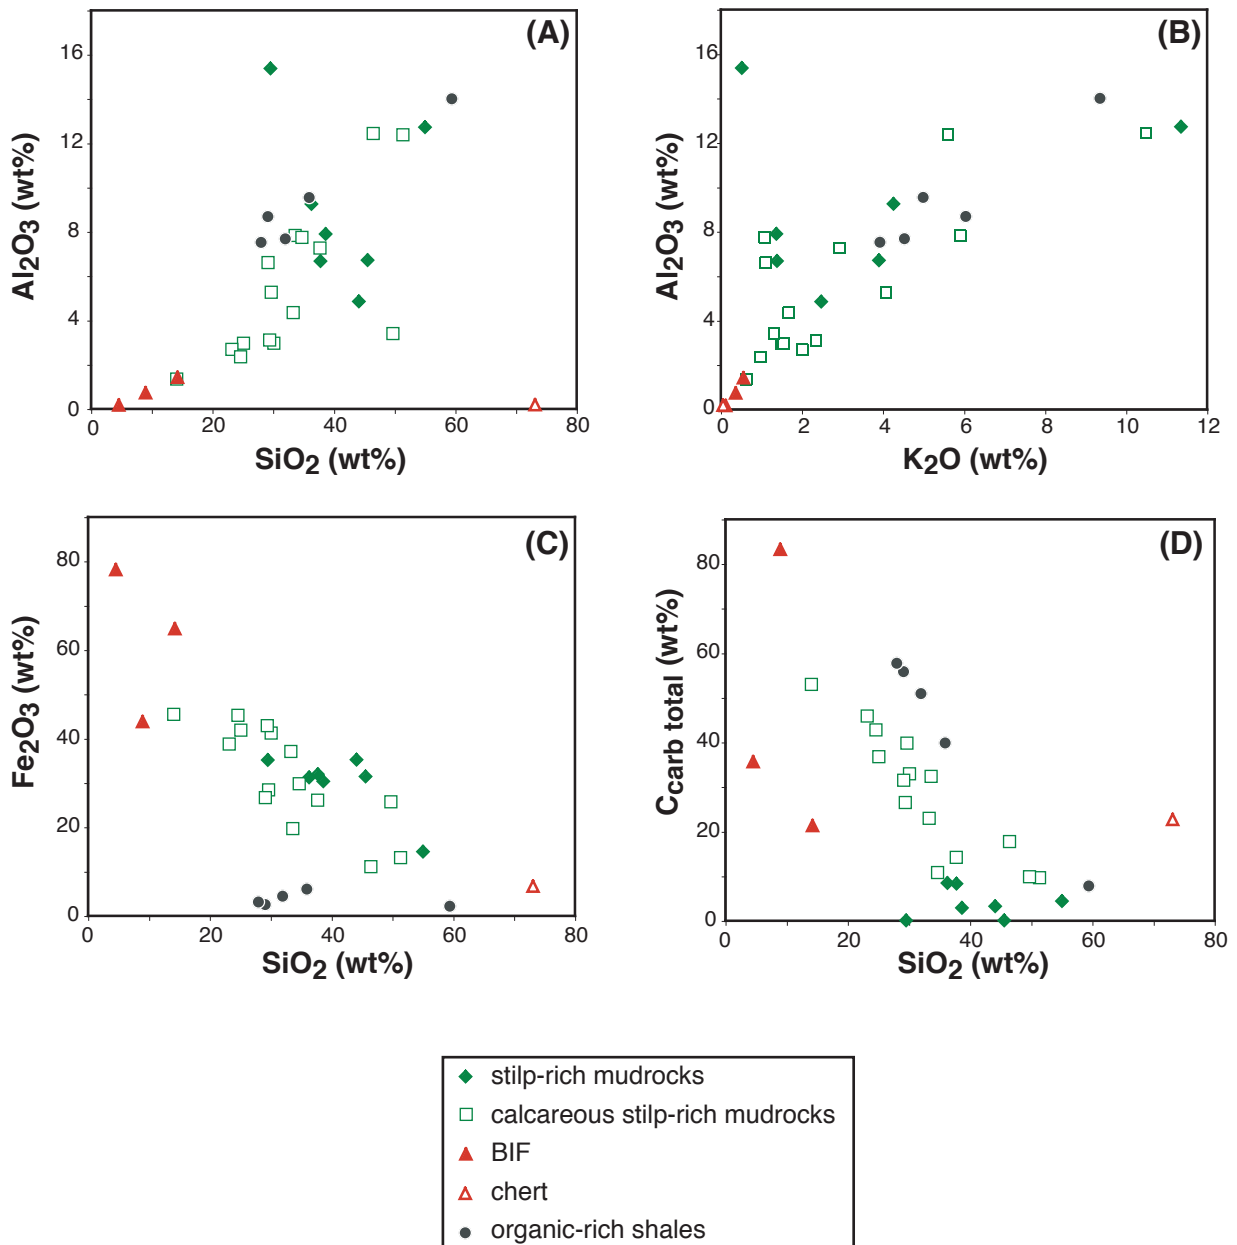 (A)
16
12
8
4
0
Al2O3 (wt%)
0 20 40 60 80
SiO2 (wt%)
(B)
16
12
8
4
0
Al2O3 (wt%)
0 2 4 6 8 10 12
K2O (wt%)
(C)
80
60
40
20
0
Fe2O3 (wt%)
0 20 40 60 80
SiO2 (wt%)
(D)
80
60
40
20
0
Ccarb total (wt%)
0 20 40 60 80
SiO2 (wt%)
stilp-rich mudrocks
calcareous stilp-rich mudrocks
BIF
chert
organic-rich shales